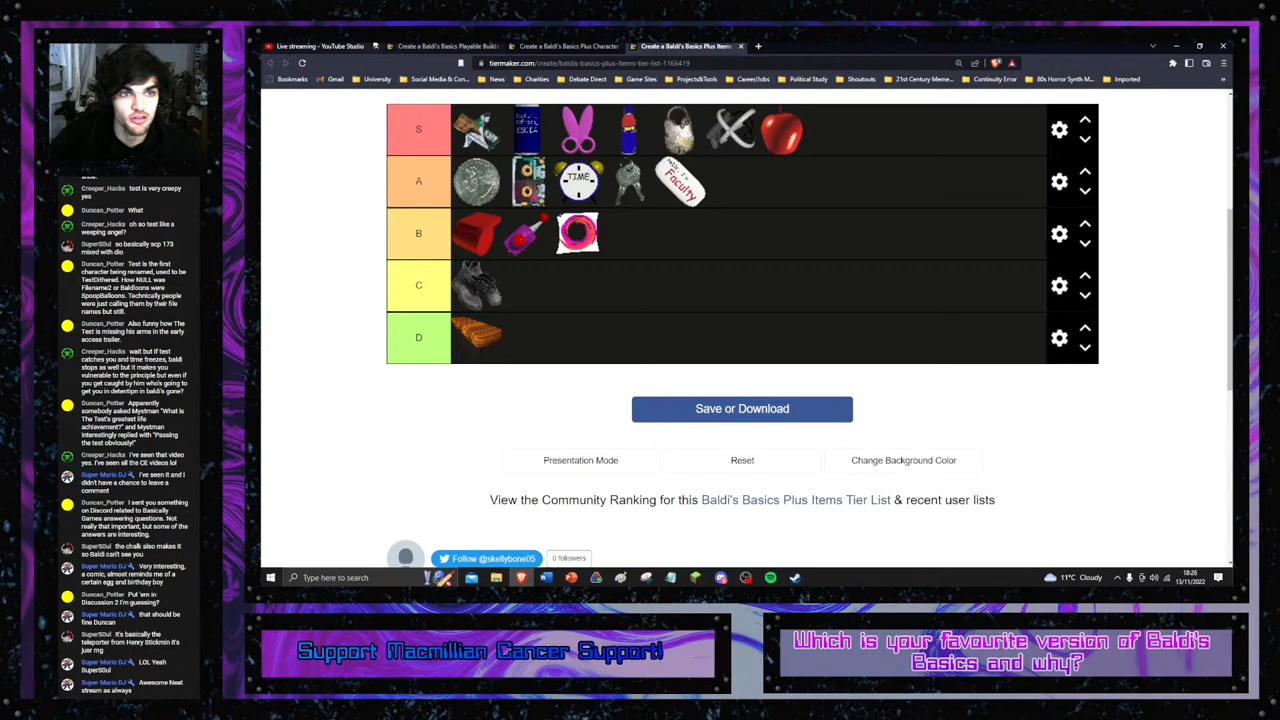 Live streaming - YouTube Studio
Create a Baldi's Basics Playable Build
Create a Baldi's Basics Plus Character
Create a Baldi's Basics Plus Items
tiermaker.com/create/baldis-basics-plus-items-tier-list-1166419
Bookmarks Gmail University Social Media & Con... News Charities Debate Direct Game Sites Projects&Tools Career/Jobs Political Study Shoutouts 21st Century Meme... Continuity Error 80s Horror Synth M... Imported
yes
Creeper_Hacks test is very creepy
yes
Duncan_Potter What
Creeper_Hacks oh so test like a
weeping angel?
SuperS0ul so basically scp 173
mixed with dio
Duncan_Potter Test is the first
character being renamed, used to be
TestDithered. How NULL was
Filename2 or Baldloons were
SpoopBalloons. Technically people
were just calling them by their file
names but still.
Duncan_Potter Also funny how The
Test is missing his arms in the early
access trailer.
Creeper_Hacks wait but if test
catches you and time freezes, baldi
stops as well but it makes you
vulnerable to the principle but even if
you get caught by him who's going to
get you in detentipn in baldi's gone?
Duncan_Potter Apparently
somebody asked Mystman "What is
The Test's greatest life
achievement?" and Mystman
Interestingly replied with "Passing
the test obviously!"
Creeper_Hacks I've seen that video
yes. I've seen all the CE videos lol
Super Mario DJ I've seen it and I
didn't have a chance to leave a
comment
Duncan_Potter I sent you something
on Discord related to Basically
Games answering questions. Not
really that important, but some of the
answers are interesting.
SuperS0ul the chalk also makes it
so Baldi can't see you
Super Mario DJ Very Interesting,
a comic, almost reminds me of a
certain egg and birthday boy
Duncan_Potter Put 'em in
Discussion 2 I'm guessing?
Super Mario DJ that should be
fine Duncan
SuperS0ul It's basically the
teleporter from Henry Stickmin it's
jusr mg
Super Mario DJ LOL Yeah
SuperS0ul
Super Mario DJ Awesome Neat
stream as always
S
A
TIME
Faculty
B
C
D
Save or Download
Presentation Mode
Reset
Change Background Color
View the Community Ranking for this Baldi's Basics Plus Items Tier List & recent user lists
Follow @skellybone05
0 followers
Type here to search
11°C Cloudy
18:26
13/11/2022
Support Macmillian Cancer Support!
Which is your favourite version of Baldi's
Basics and why?